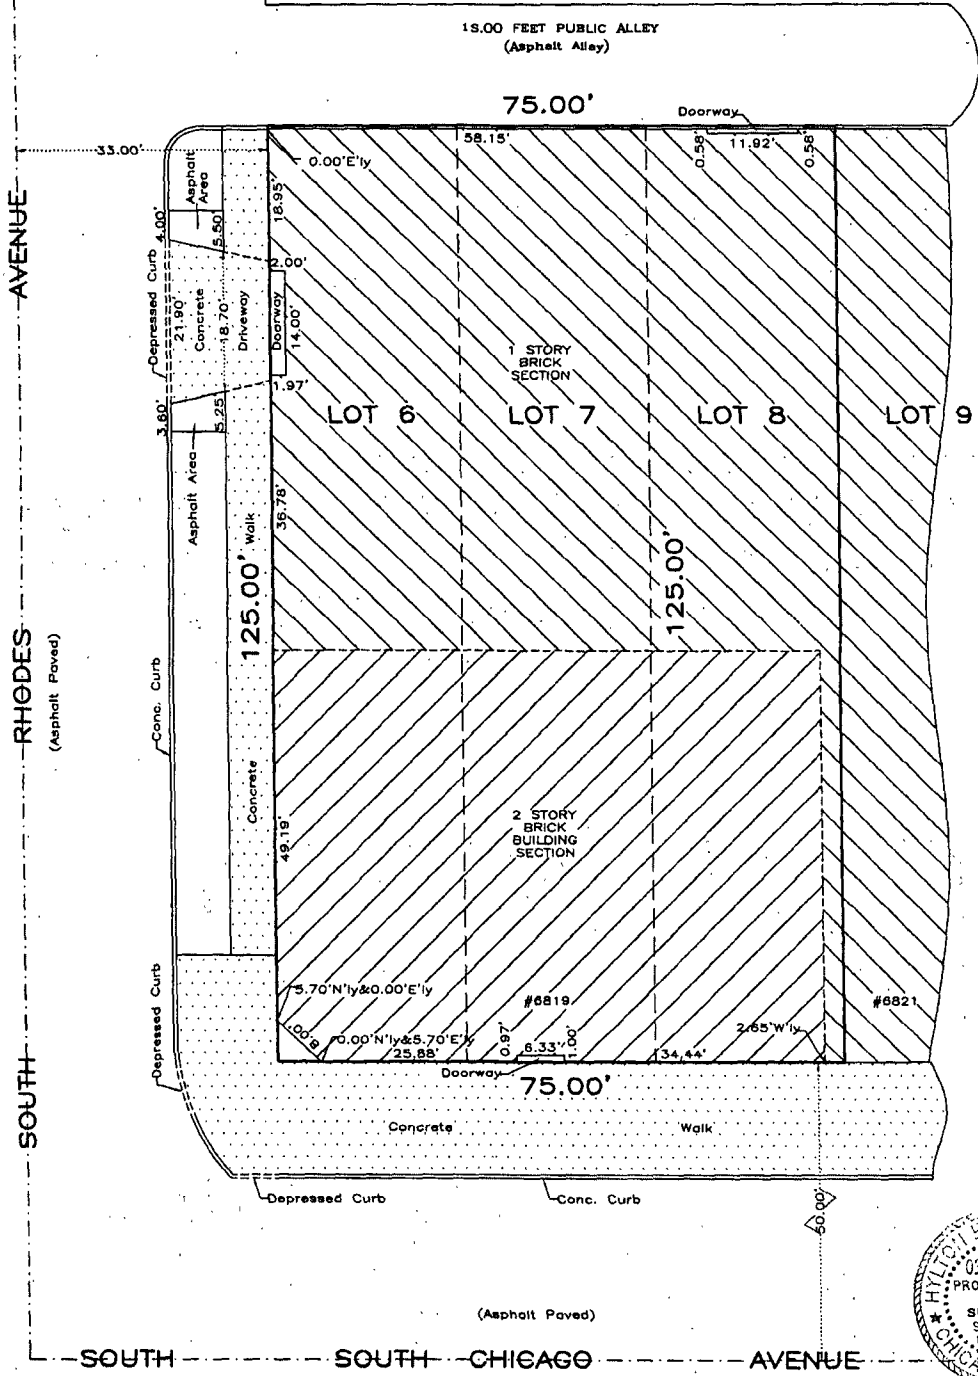 15.00 FEET PUBLIC ALLEY
(Asphalt Alley)
75.00'
Doorway
33.00'
58.15'
0.58'
11.92'
0.58'
0.00'E'ly
Asphalt
Area
18.95'
4.00'
5.50'
2.00'
AVENUE
Depressed Curb
21.90'
Concrete
18.70'
Driveway
Doorway
14.00'
1 STORY
BRICK
SECTION
1.97'
3.60'
5.25'
LOT 6
LOT 7
LOT 8
LOT 9
Asphalt Area
36.78'
Walk
125.00'
125.00'
RHODES
(Asphalt Paved)
Conc. Curb
Concrete
49.19'
2 STORY
BRICK
BUILDING
SECTION
5.70'N'ly&0.00'E'ly
#6819
#6821
8.00'
0.00'N'ly&5.70'E'ly
25.88'
0.97'
6.33'
1.00'
34.44'
2.65'W'ly
Doorway
75.00'
Depressed Curb
SOUTH
Concrete
Walk
Depressed Curb
Conc. Curb
50.00'
(Asphalt Paved)
SOUTH
SOUTH CHICAGO
AVENUE